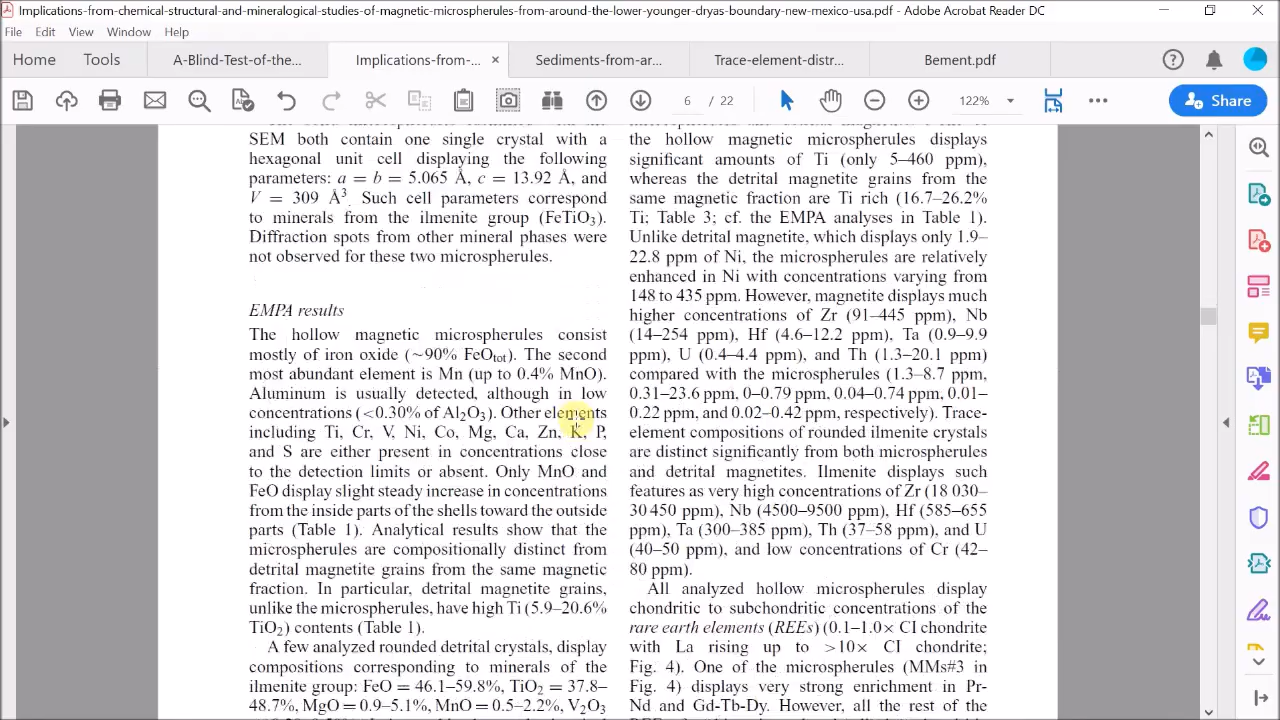 Implications-from-chemical-structural-and-mineralogical-studies-of-magnetic-microspherules-from-around-the-lower-younger-dryas-boundary-new-mexico-usa.pdf - Adobe Acrobat Reader DC
File Edit View Window Help
Home Tools A-Blind-Test-of-the... Implications-from-... × Sediments-from-ar... Trace-element-distr... Bement.pdf
6 / 22 122% Share
SEM both contain one single crystal with a
hexagonal unit cell displaying the following
parameters: a = b = 5.065 Å, c = 13.92 Å, and
V = 309 Å3. Such cell parameters correspond
to minerals from the ilmenite group (FeTiO3).
Diffraction spots from other mineral phases were
not observed for these two microspherules.
EMPA results
The hollow magnetic microspherules consist
mostly of iron oxide (~90% FeOtot). The second
most abundant element is Mn (up to 0.4% MnO).
Aluminum is usually detected, although in low
concentrations (<0.30% of Al2O3). Other elements
including Ti, Cr, V, Ni, Co, Mg, Ca, Zn, K, P,
and S are either present in concentrations close
to the detection limits or absent. Only MnO and
FeO display slight steady increase in concentrations
from the inside parts of the shells toward the outside
parts (Table 1). Analytical results show that the
microspherules are compositionally distinct from
detrital magnetite grains from the same magnetic
fraction. In particular, detrital magnetite grains,
unlike the microspherules, have high Ti (5.9–20.6%
TiO2) contents (Table 1).
A few analyzed rounded detrital crystals, display
compositions corresponding to minerals of the
ilmenite group: FeO = 46.1–59.8%, TiO2 = 37.8–
48.7%, MgO = 0.9–5.1%, MnO = 0.5–2.2%, V2O3
the hollow magnetic microspherules displays
significant amounts of Ti (only 5–460 ppm),
whereas the detrital magnetite grains from the
same magnetic fraction are Ti rich (16.7–26.2%
Ti; Table 3; cf. the EMPA analyses in Table 1).
Unlike detrital magnetite, which displays only 1.9–
22.8 ppm of Ni, the microspherules are relatively
enhanced in Ni with concentrations varying from
148 to 435 ppm. However, magnetite displays much
higher concentrations of Zr (91–445 ppm), Nb
(14–254 ppm), Hf (4.6–12.2 ppm), Ta (0.9–9.9
ppm), U (0.4–4.4 ppm), and Th (1.3–20.1 ppm)
compared with the microspherules (1.3–8.7 ppm,
0.31–23.6 ppm, 0–0.79 ppm, 0.04–0.74 ppm, 0.01–
0.22 ppm, and 0.02–0.42 ppm, respectively). Trace-
element compositions of rounded ilmenite crystals
are distinct significantly from both microspherules
and detrital magnetites. Ilmenite displays such
features as very high concentrations of Zr (18 030–
30 450 ppm), Nb (4500–9500 ppm), Hf (585–655
ppm), Ta (300–385 ppm), Th (37–58 ppm), and U
(40–50 ppm), and low concentrations of Cr (42–
80 ppm).
All analyzed hollow microspherules display
chondritic to subchondritic concentrations of the
rare earth elements (REEs) (0.1–1.0× CI chondrite
with La rising up to >10× CI chondrite;
Fig. 4). One of the microspherules (MMs#3 in
Fig. 4) displays very strong enrichment in Pr-
Nd and Gd-Tb-Dy. However, all the rest of the